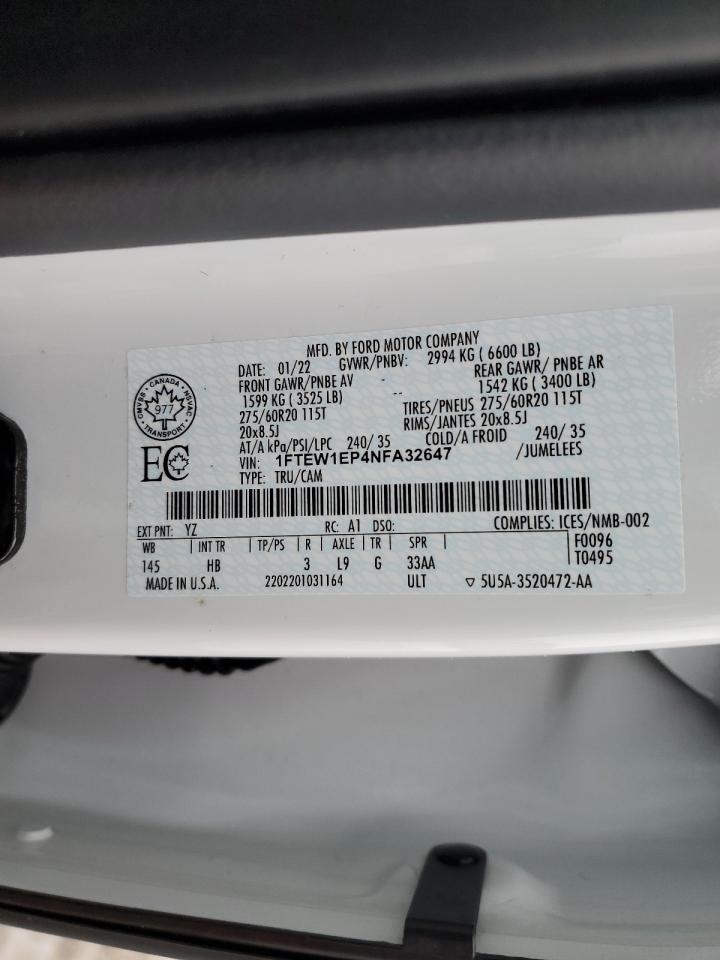 MFD. BY FORD MOTOR COMPANY
DATE: 01/22 GVWR/PNBV: 2994 KG ( 6600 LB)
FRONT GAWR/PNBE AV REAR GAWR/ PNBE AR
1599 KG ( 3525 LB) -- 1542 KG ( 3400 LB)
275/60R20 115T TIRES/PNEUS 275/60R20 115T
20x8.5J RIMS/JANTES 20x8.5J
AT/A kPa/PSI/LPC 240/ 35 COLD/A FROID 240/ 35
VIN: 1FTEW1EP4NFA32647 /JUMELEES
TYPE: TRU/CAM
CANADA
CMVSS NSVAC
977
TRANSPORT
EC
EXT PNT: YZ RC: A1 DSO: COMPLIES: ICES/NMB-002
WB | INT TR | TP/PS | R | AXLE | TR | SPR F0096
145 HB 3 L9 G 33AA T0495
MADE IN U.S.A. 2202201031164 ULT ▽ 5U5A-3520472-AA